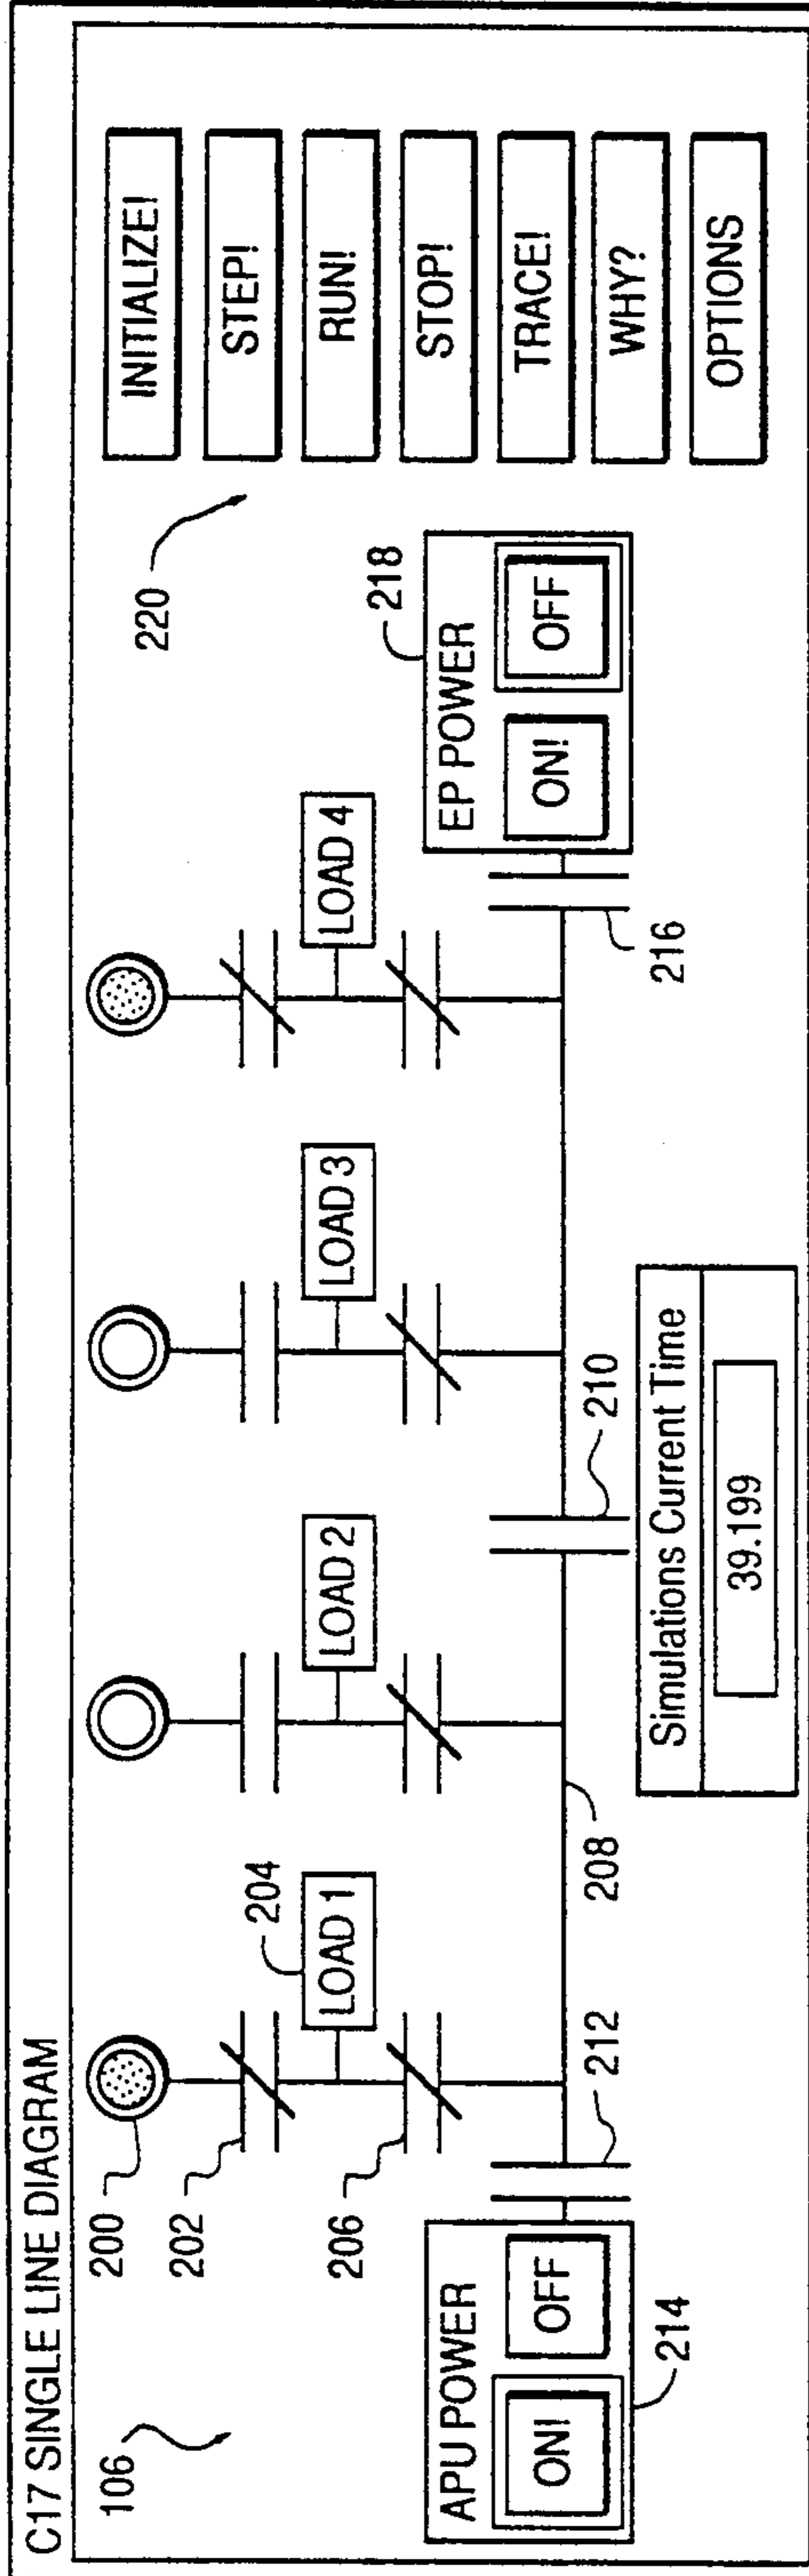 C17 SINGLE LINE DIAGRAM
106
200
202
204
206
LOAD 1
LOAD 2
LOAD 3
LOAD 4
220
INITIALIZE!
STEP!
RUN!
STOP!
TRACE!
WHY?
OPTIONS
APU POWER
ON!
OFF
214
212
208
210
216
EP POWER
ON!
OFF
218
Simulations Current Time
39.199